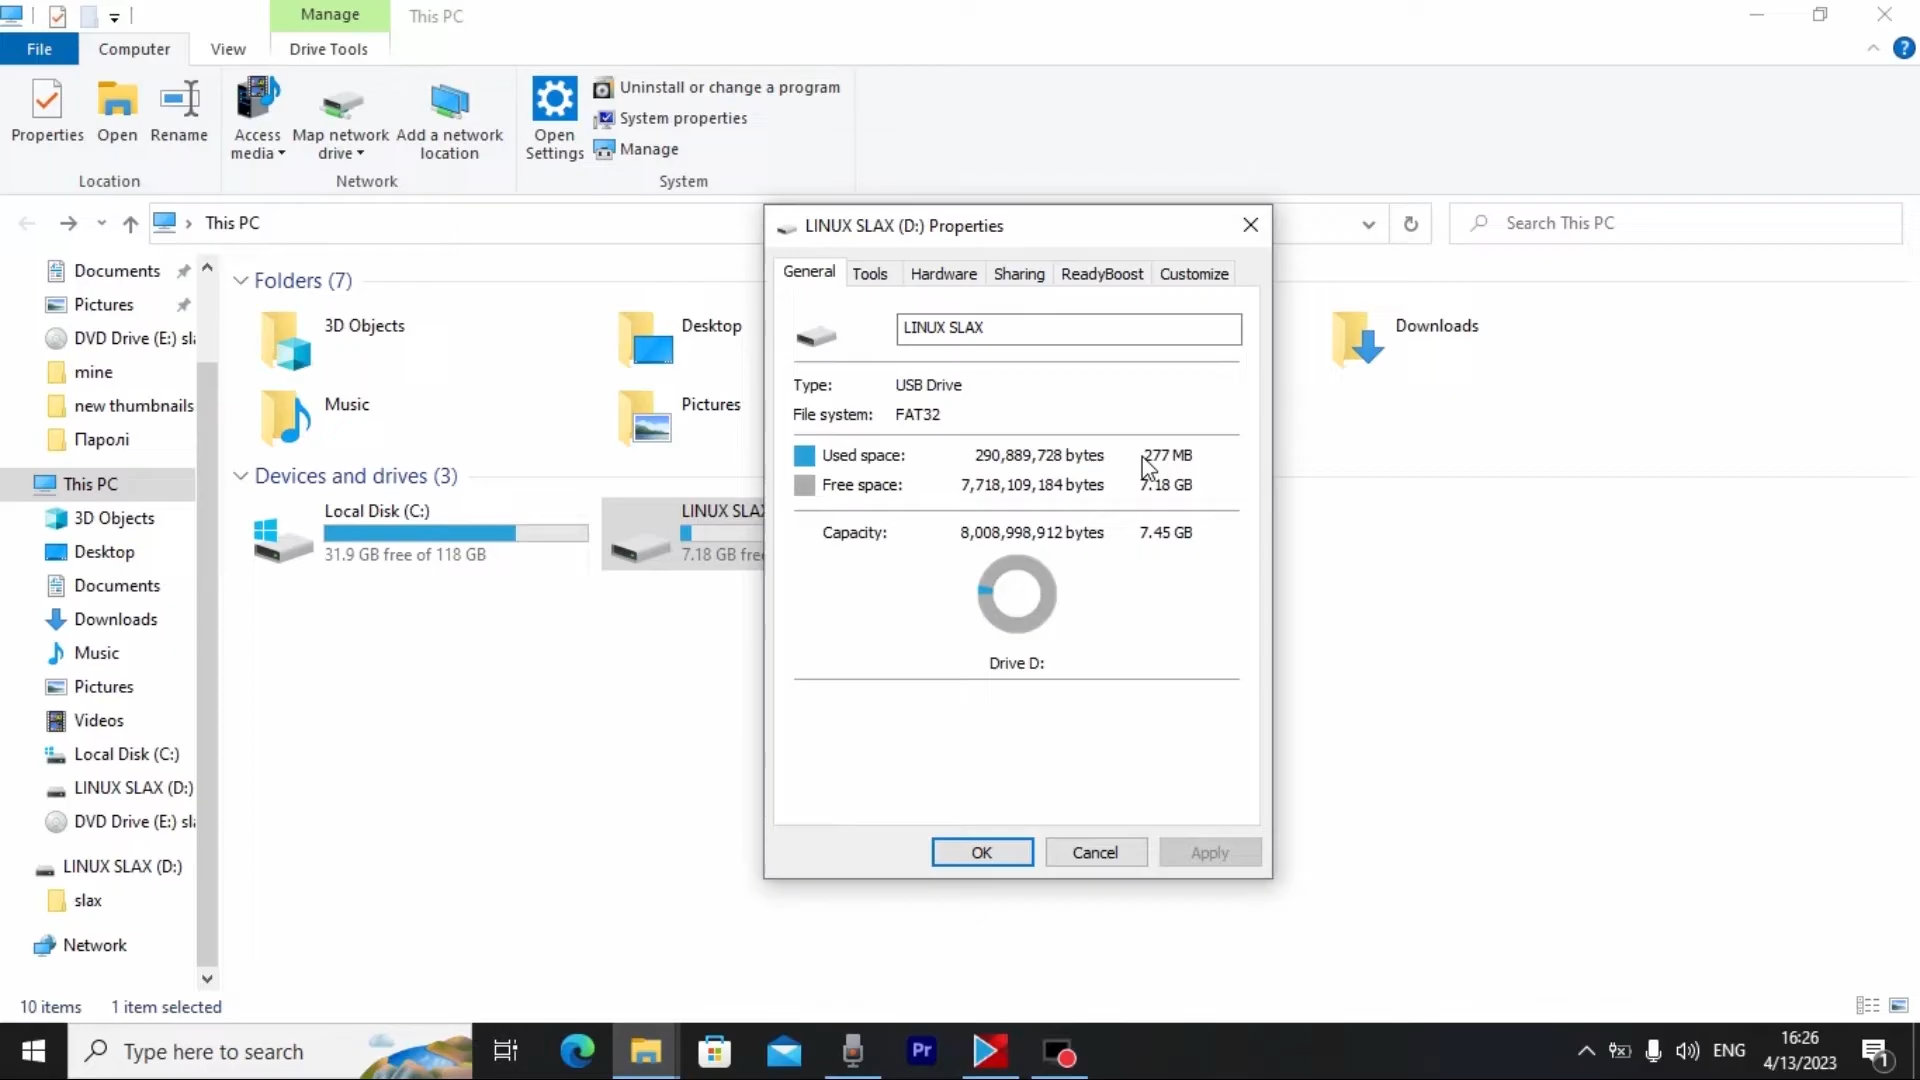 Manage
This PC
File
Computer
View
Drive Tools
?
Properties
Open
Rename
Access media
Map network drive
Add a network location
Open Settings
Uninstall or change a program
System properties
Manage
Location
Network
System
This PC
Search This PC
Documents
Pictures
DVD Drive (E:) sl
mine
new thumbnails
Паролі
This PC
3D Objects
Desktop
Documents
Downloads
Music
Pictures
Videos
Local Disk (C:)
LINUX SLAX (D:)
DVD Drive (E:) sl
LINUX SLAX (D:)
slax
Network
Folders (7)
3D Objects
Desktop
Downloads
Music
Pictures
Devices and drives (3)
Local Disk (C:)
31.9 GB free of 118 GB
LINUX SLA
7.18 GB free
LINUX SLAX (D:) Properties
General
Tools
Hardware
Sharing
ReadyBoost
Customize
LINUX SLAX
Type: USB Drive
File system: FAT32
Used space: 290,889,728 bytes 277 MB
Free space: 7,718,109,184 bytes 7.18 GB
Capacity: 8,008,998,912 bytes 7.45 GB
Drive D:
OK
Cancel
Apply
10 items
1 item selected
Type here to search
Pr
ENG
16:26
4/13/2023
1